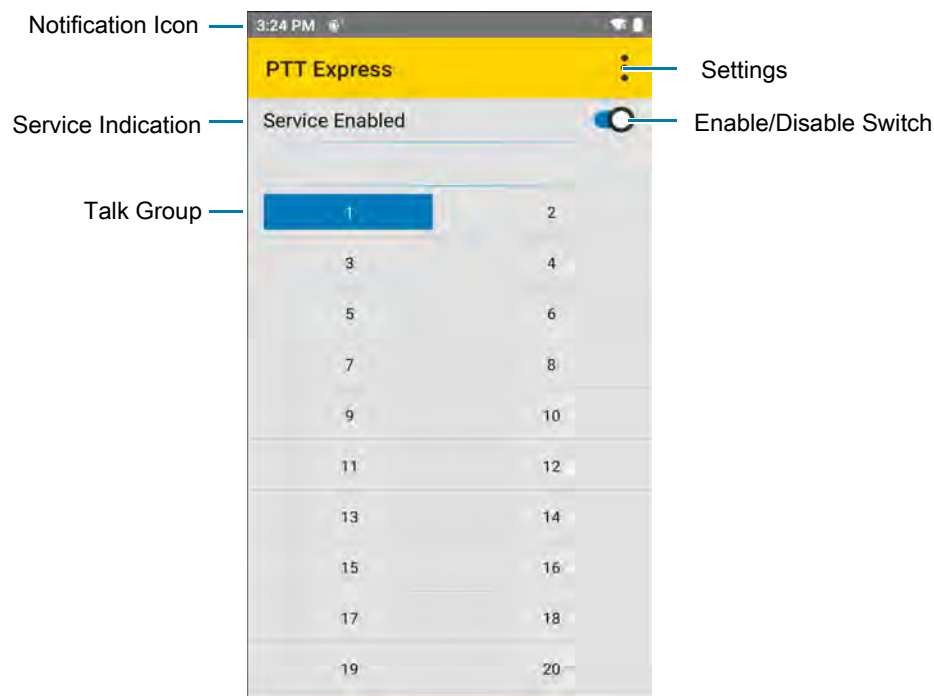 Notification Icon
3:24 PM
PTT Express
Settings
Service Indication
Service Enabled
Enable/Disable Switch
Talk Group
1 2
3 4
5 6
7 8
9 10
11 12
13 14
15 16
17 18
19 20